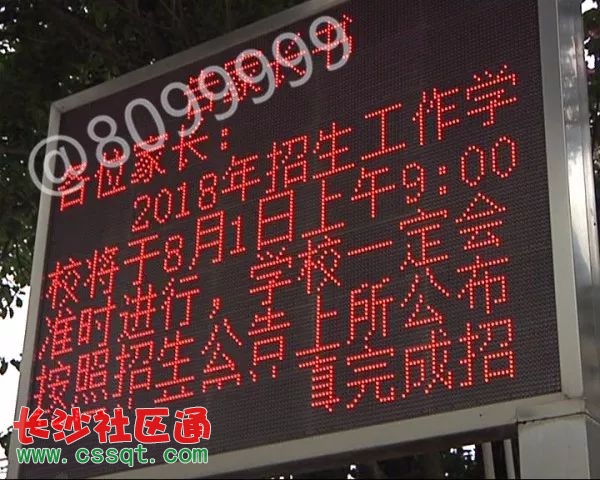 @8099999
各位家长：
2018年招生工作学
校将于8月1日上午9:00
准时进行，学校一定会
按照招生公告上所公布
真完成招
长沙社区通
www.cssqt.com